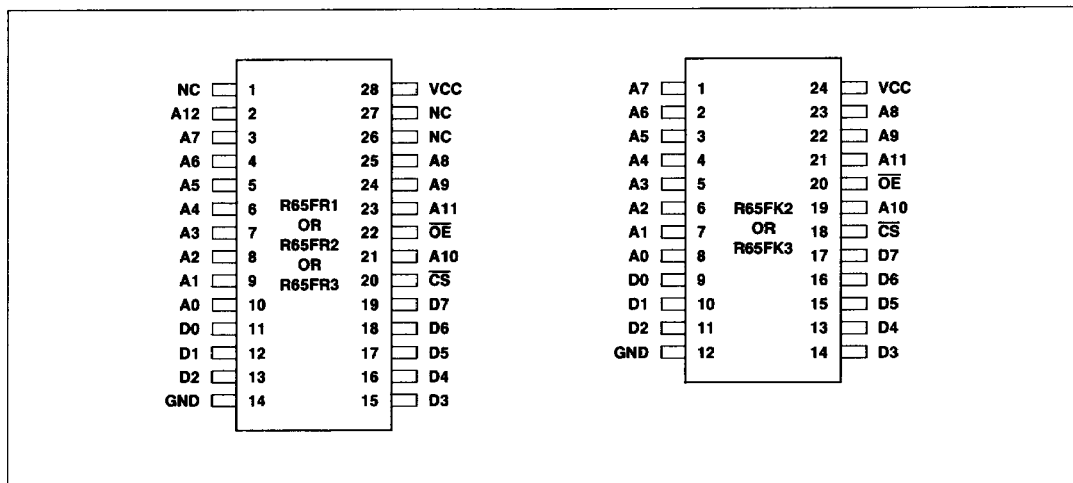 NC 1 28 VCC
A12 2 27 NC
A7 3 26 NC
A6 4 25 A8
A5 5 24 A9
A4 6 R65FR1 23 A11
OR
A3 7 R65FR2 22 O̅E̅
OR
A2 8 R65FR3 21 A10
A1 9 20 C̅S̅
A0 10 19 D7
D0 11 18 D6
D1 12 17 D5
D2 13 16 D4
GND 14 15 D3
A7 1 24 VCC
A6 2 23 A8
A5 3 22 A9
A4 4 21 A11
A3 5 20 O̅E̅
A2 6 R65FK2 19 A10
OR
A1 7 R65FK3 18 C̅S̅
A0 8 17 D7
D0 9 16 D6
D1 10 15 D5
D2 11 13 D4
GND 12 14 D3